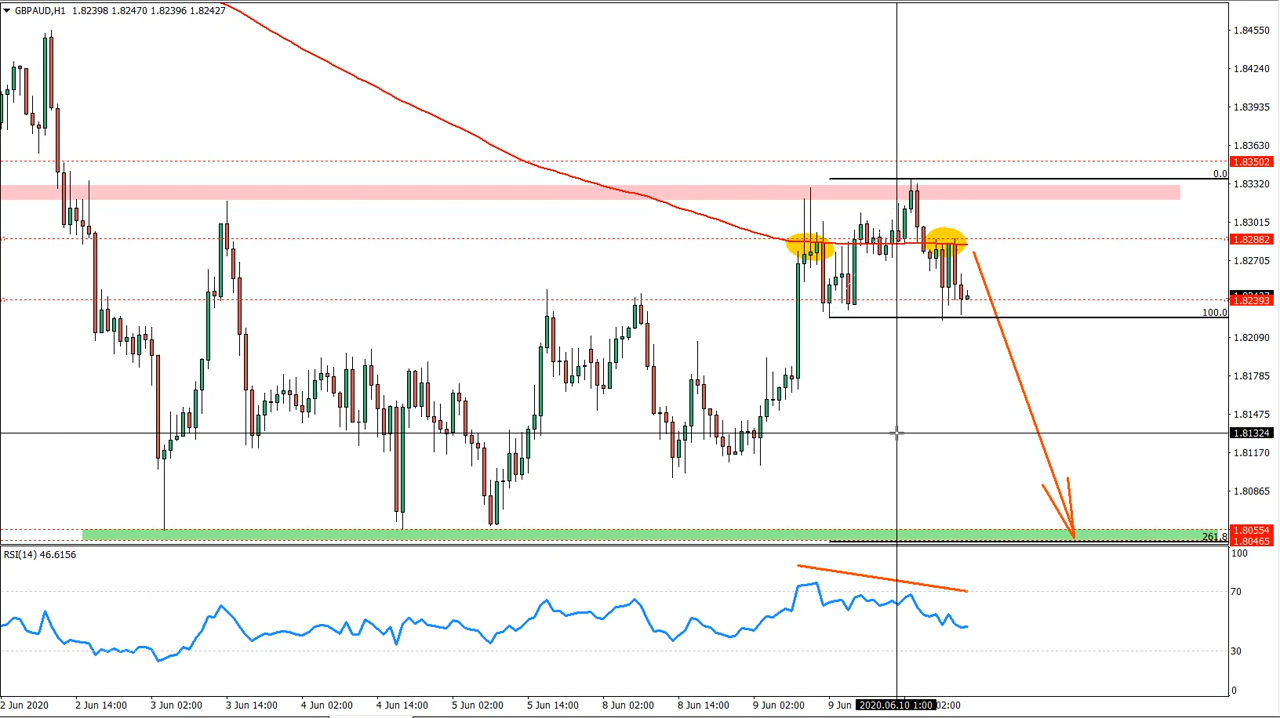 GBPAUD,H1 1.82398 1.82470 1.82396 1.82427
1.84550
1.84240
1.83935
1.83630
1.83502
0.0
1.83320
1.83015
1.82882
1.82705
1.82393
100.0
1.82090
1.81785
1.81475
1.81324
1.81170
1.80865
1.80554
261.8
1.80465
RSI(14) 46.6156
100
70
30
0
2 Jun 2020
2 Jun 14:00
3 Jun 02:00
3 Jun 14:00
4 Jun 02:00
4 Jun 14:00
5 Jun 02:00
5 Jun 14:00
8 Jun 02:00
8 Jun 14:00
9 Jun 02:00
9 Jun
2020.06.10 1:00
02:00